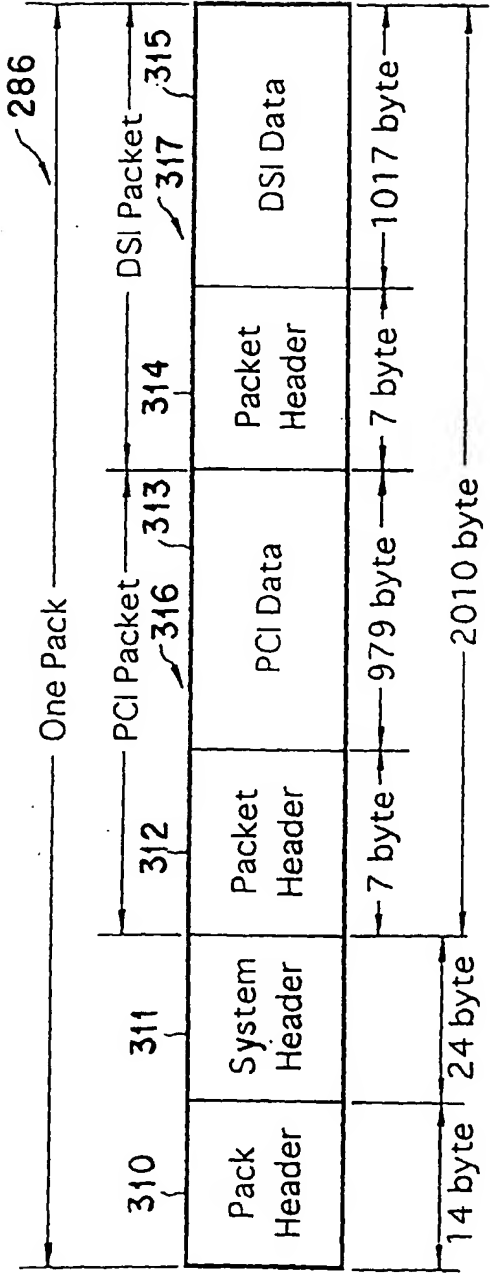 286
One Pack
PCI Packet
DSI Packet
310
311
312
316
313
314
317
315
Pack Header
System Header
Packet Header
PCI Data
Packet Header
DSI Data
7 byte
979 byte
7 byte
1017 byte
14 byte
24 byte
2010 byte